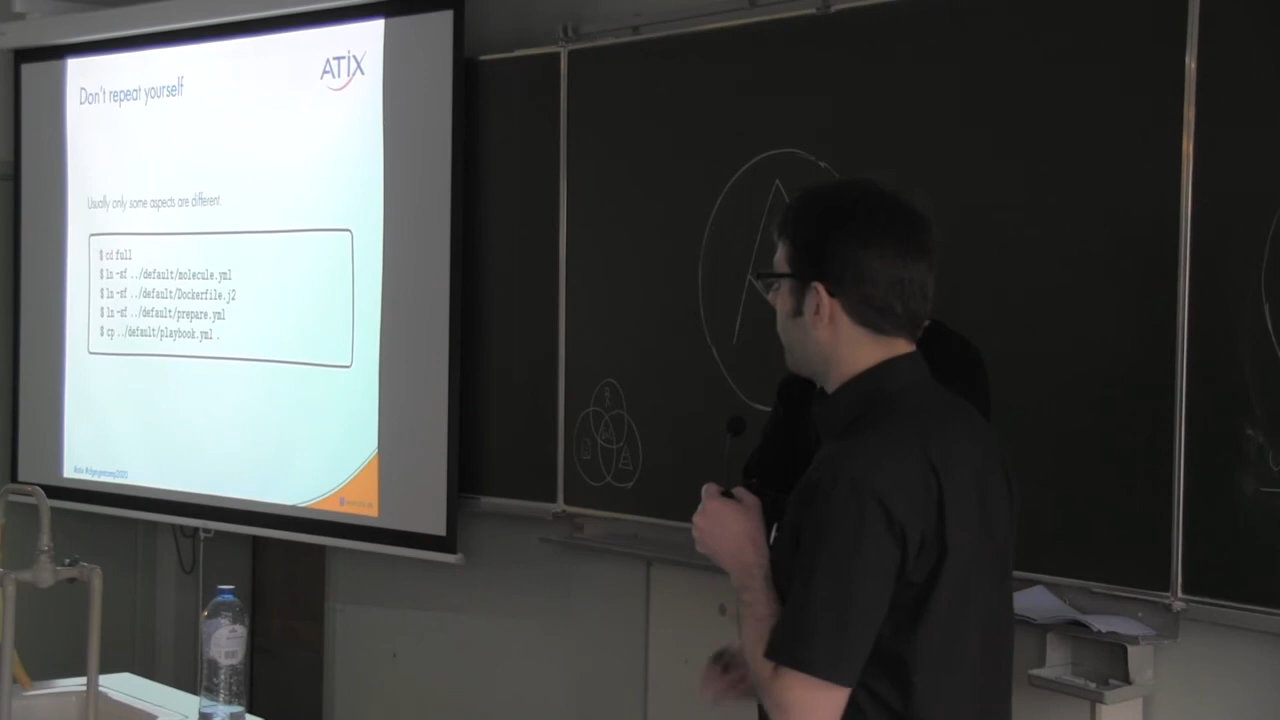 ATIX
Don't repeat yourself
Usually only some aspects are different.
$ cd full
$ ln -sf ../default/molecule.yml
$ ln -sf ../default/Dockerfile.j2
$ ln -sf ../default/prepare.yml
$ cp ../default/playbook.yml .
A